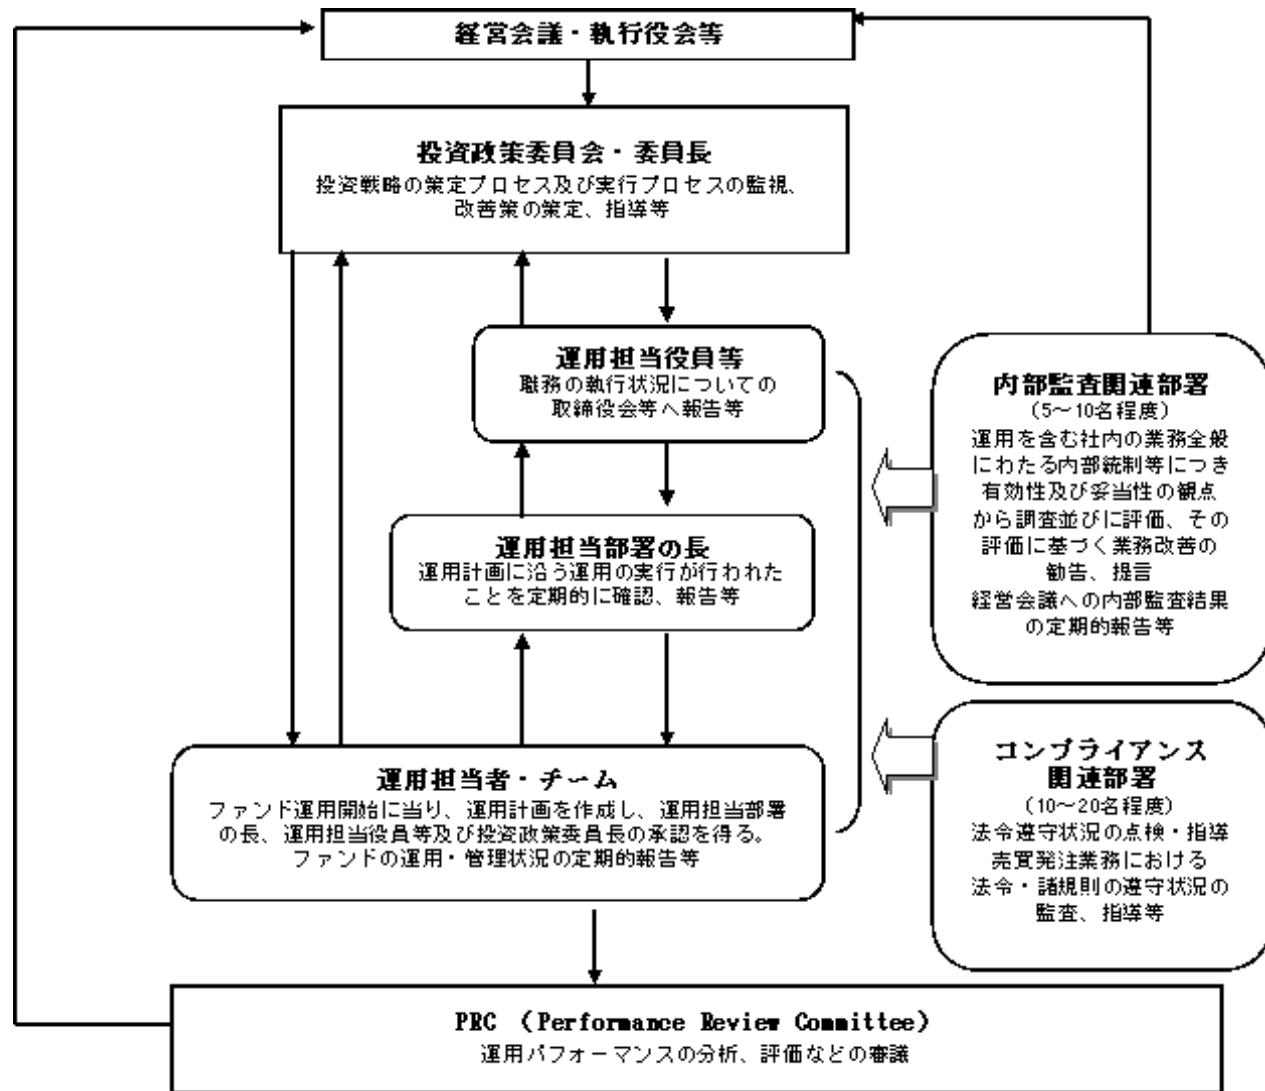 経営会議・執行役会等
投資政策委員会・委員長
投資戦略の策定プロセス及び実行プロセスの監視、
改善策の策定、指導等
運用担当役員等
職務の執行状況についての
取締役会等へ報告等
運用担当部署の長
運用計画に沿う運用の実行が行われた
ことを定期的に確認、報告等
運用担当者・チーム
ファンド運用開始に当り、運用計画を作成し、運用担当部署
の長、運用担当役員等及び投資政策委員長の承認を得る。
ファンドの運用・管理状況の定期的報告等
内部監査関連部署
(5～10名程度)
運用を含む社内の業務全般
にわたる内部統制等につき
有効性及び妥当性の観点
から調査並びに評価、その
評価に基づく業務改善の
勧告、提言
経営会議への内部監査結果
の定期的報告等
コンプライアンス
関連部署
(10～20名程度)
法令遵守状況の点検・指導
売買発注業務における
法令・諸規則の遵守状況の
監査、指導等
PRC （Performance Review Committee）
運用パフォーマンスの分析、評価などの審議